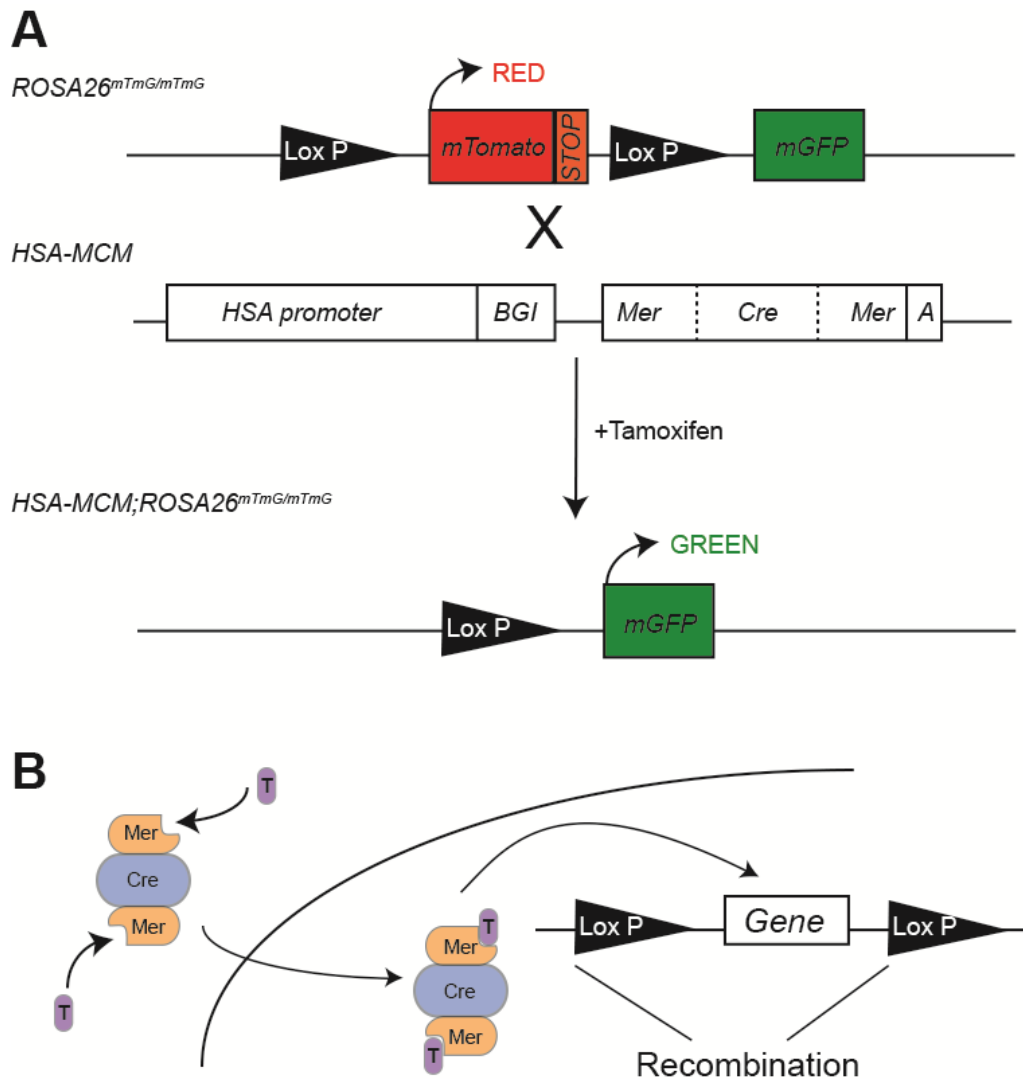 A
ROSA26mTmG/mTmG
RED
Lox P
mTomato
STOP
Lox P
mGFP
X
HSA-MCM
HSA promoter
BGI
Mer
Cre
Mer
A
+Tamoxifen
HSA-MCM;ROSA26mTmG/mTmG
GREEN
Lox P
mGFP
B
T
Mer
Cre
Mer
T
Mer
T
Cre
Mer
T
Lox P
Gene
Lox P
Recombination